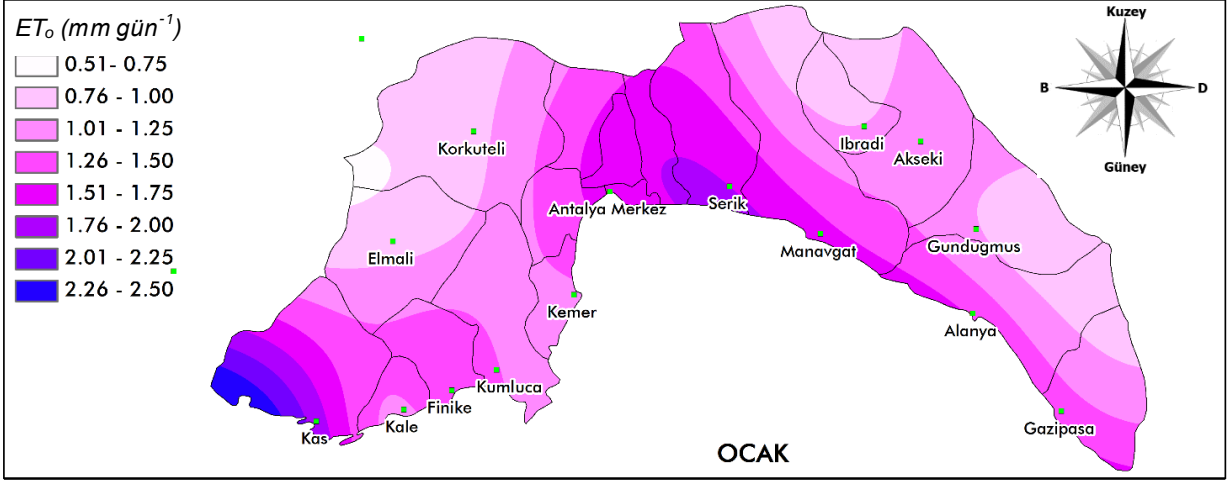 ETo (mm gün-1)
0.51- 0.75
0.76 - 1.00
1.01 - 1.25
1.26 - 1.50
1.51 - 1.75
1.76 - 2.00
2.01 - 2.25
2.26 - 2.50
Kuzey
B
D
Güney
Korkuteli
Ibradi
Akseki
Antalya Merkez
Serik
Elmali
Manavgat
Gundugmus
Kemer
Alanya
Kumluca
Finike
Kale
Kas
Gazipasa
OCAK